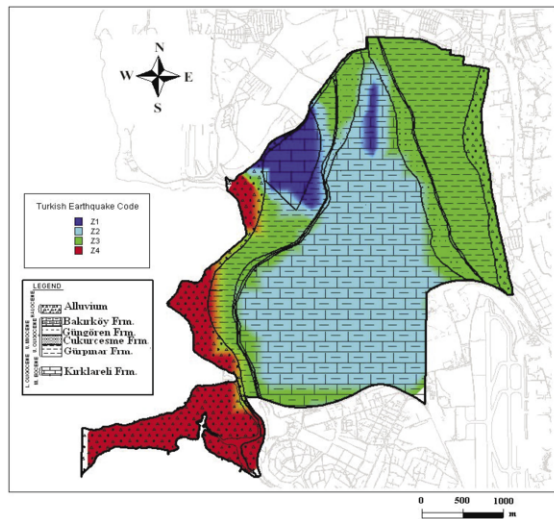 N
W E
S
Turkish Earthquake Code
Z1
Z2
Z3
Z4
LEGEND
Alluvium
Bakırköy Frm.
Güngören Frm.
Çukurçeşme Frm.
Gürpınar Frm.
Kırklareli Frm.
0 500 1000
m